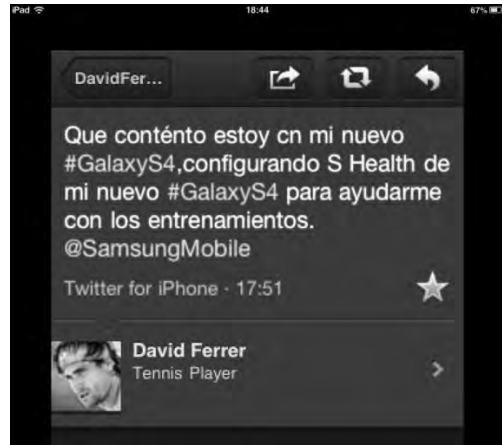 iPad 18:44 67%
DavidFer...
Que conténto estoy cn mi nuevo
#GalaxyS4,configurando S Health de
mi nuevo #GalaxyS4 para ayudarme
con los entrenamientos.
@SamsungMobile
Twitter for iPhone · 17:51
David Ferrer
Tennis Player